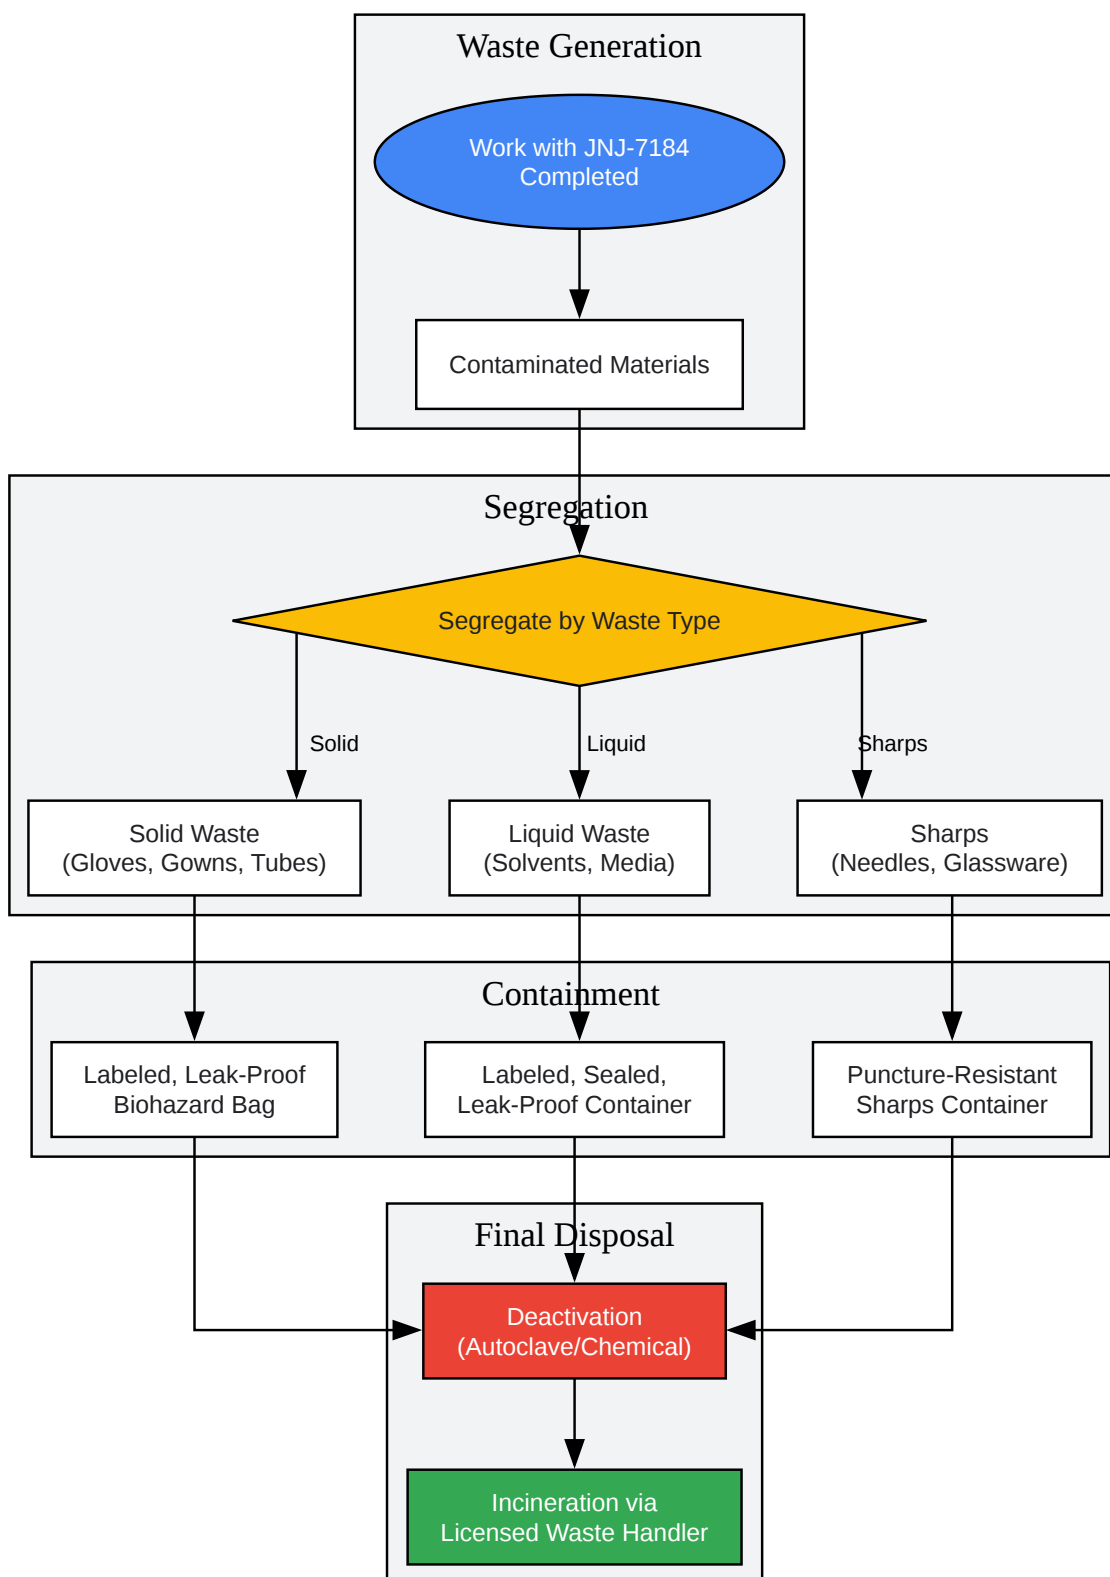 Waste Generation
Work with JNJ-7184
Completed
Contaminated Materials
Segregation
Segregate by Waste Type
Solid
Liquid
Sharps
Solid Waste
(Gloves, Gowns, Tubes)
Liquid Waste
(Solvents, Media)
Sharps
(Needles, Glassware)
Containment
Labeled, Leak-Proof
Biohazard Bag
Labeled, Sealed,
Leak-Proof Container
Puncture-Resistant
Sharps Container
Final Disposal
Deactivation
(Autoclave/Chemical)
Incineration via
Licensed Waste Handler